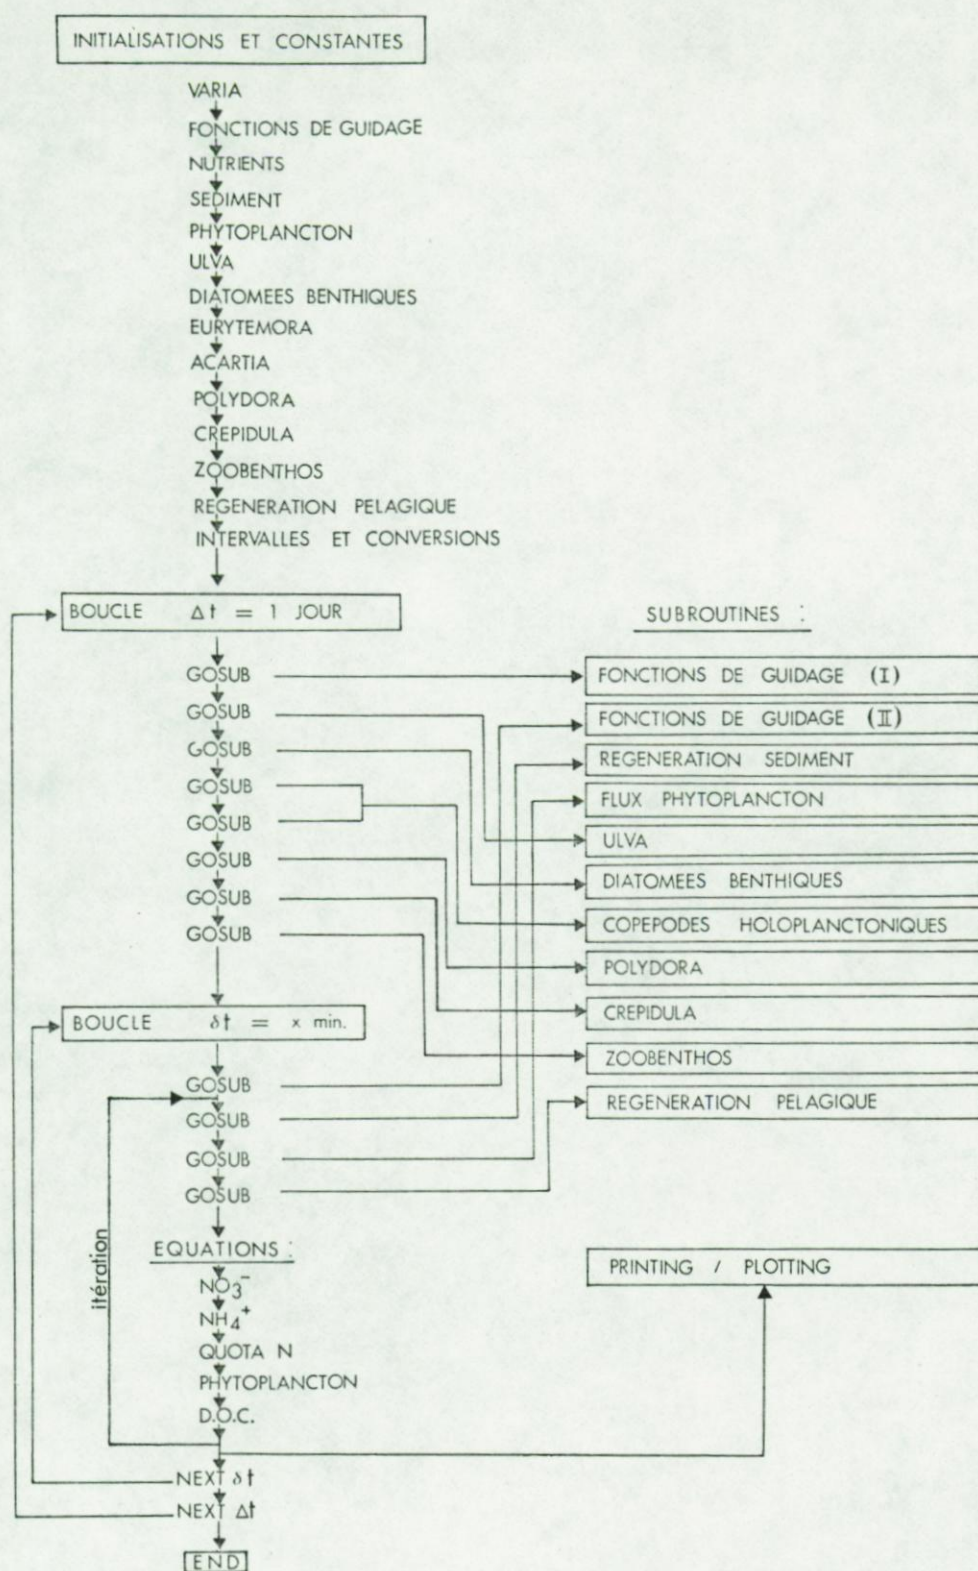 INITIALISATIONS ET CONSTANTES
VARIA
FONCTIONS DE GUIDAGE
NUTRIENTS
SEDIMENT
PHYTOPLANCTON
ULVA
DIATOMEES BENTHIQUES
EURYTEMORA
ACARTIA
POLYDORA
CREPIDULA
ZOOBENTHOS
REGENERATION PELAGIQUE
INTERVALLES ET CONVERSIONS
BOUCLE Δt = 1 JOUR
GOSUB
GOSUB
GOSUB
GOSUB
GOSUB
GOSUB
GOSUB
GOSUB
BOUCLE δt = x min.
GOSUB
GOSUB
GOSUB
GOSUB
itération
EQUATIONS :
NO₃⁻
NH₄⁺
QUOTA N
PHYTOPLANCTON
D.O.C.
NEXT δt
NEXT Δt
END
SUBROUTINES :
FONCTIONS DE GUIDAGE (I)
FONCTIONS DE GUIDAGE (II)
REGENERATION SEDIMENT
FLUX PHYTOPLANCTON
ULVA
DIATOMEES BENTHIQUES
COPEPODES HOLOPLANCTONIQUES
POLYDORA
CREPIDULA
ZOOBENTHOS
REGENERATION PELAGIQUE
PRINTING / PLOTTING